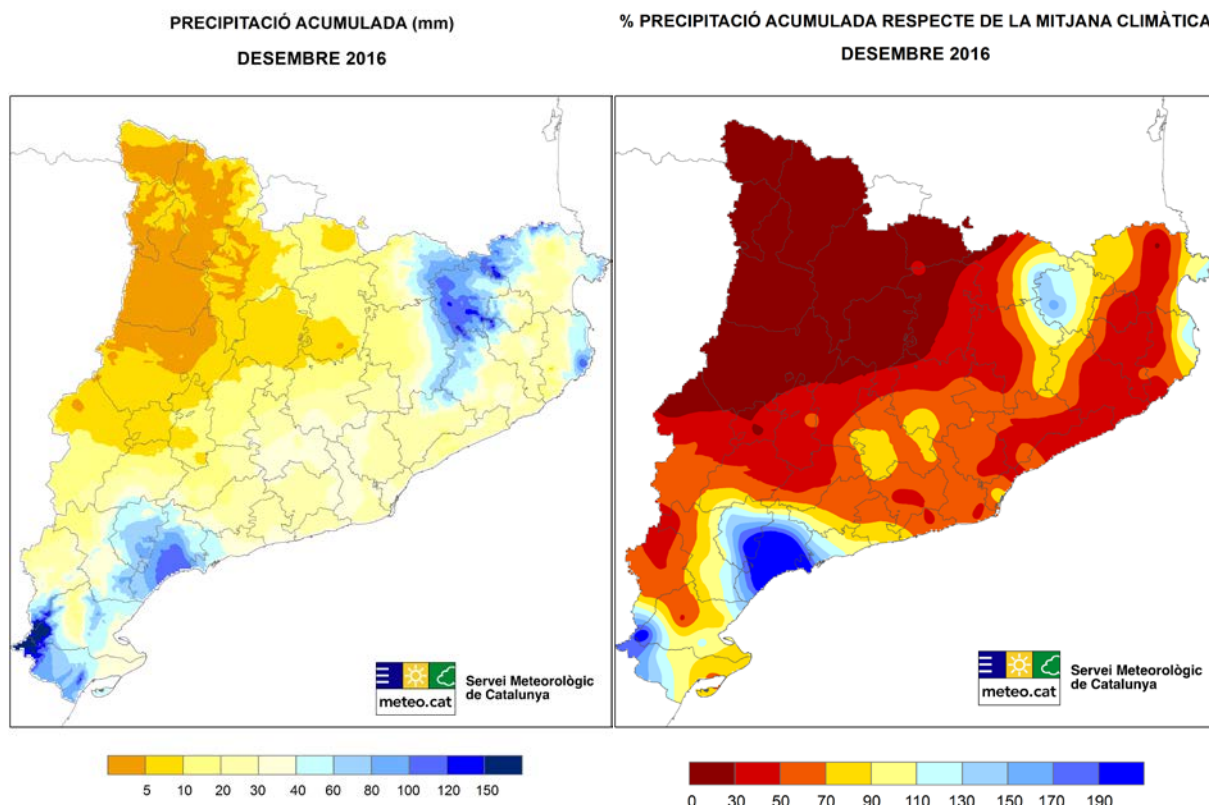 PRECIPITACIÓ ACUMULADA (mm)
DESEMBRE 2016
% PRECIPITACIÓ ACUMULADA RESPECTE DE LA MITJANA CLIMÀTICA
DESEMBRE 2016
meteo.cat
Servei Meteorològic
de Catalunya
meteo.cat
Servei Meteorològic
de Catalunya
5 10 20 30 40 60 80 100 120 150
0 30 50 70 90 110 130 150 170 190